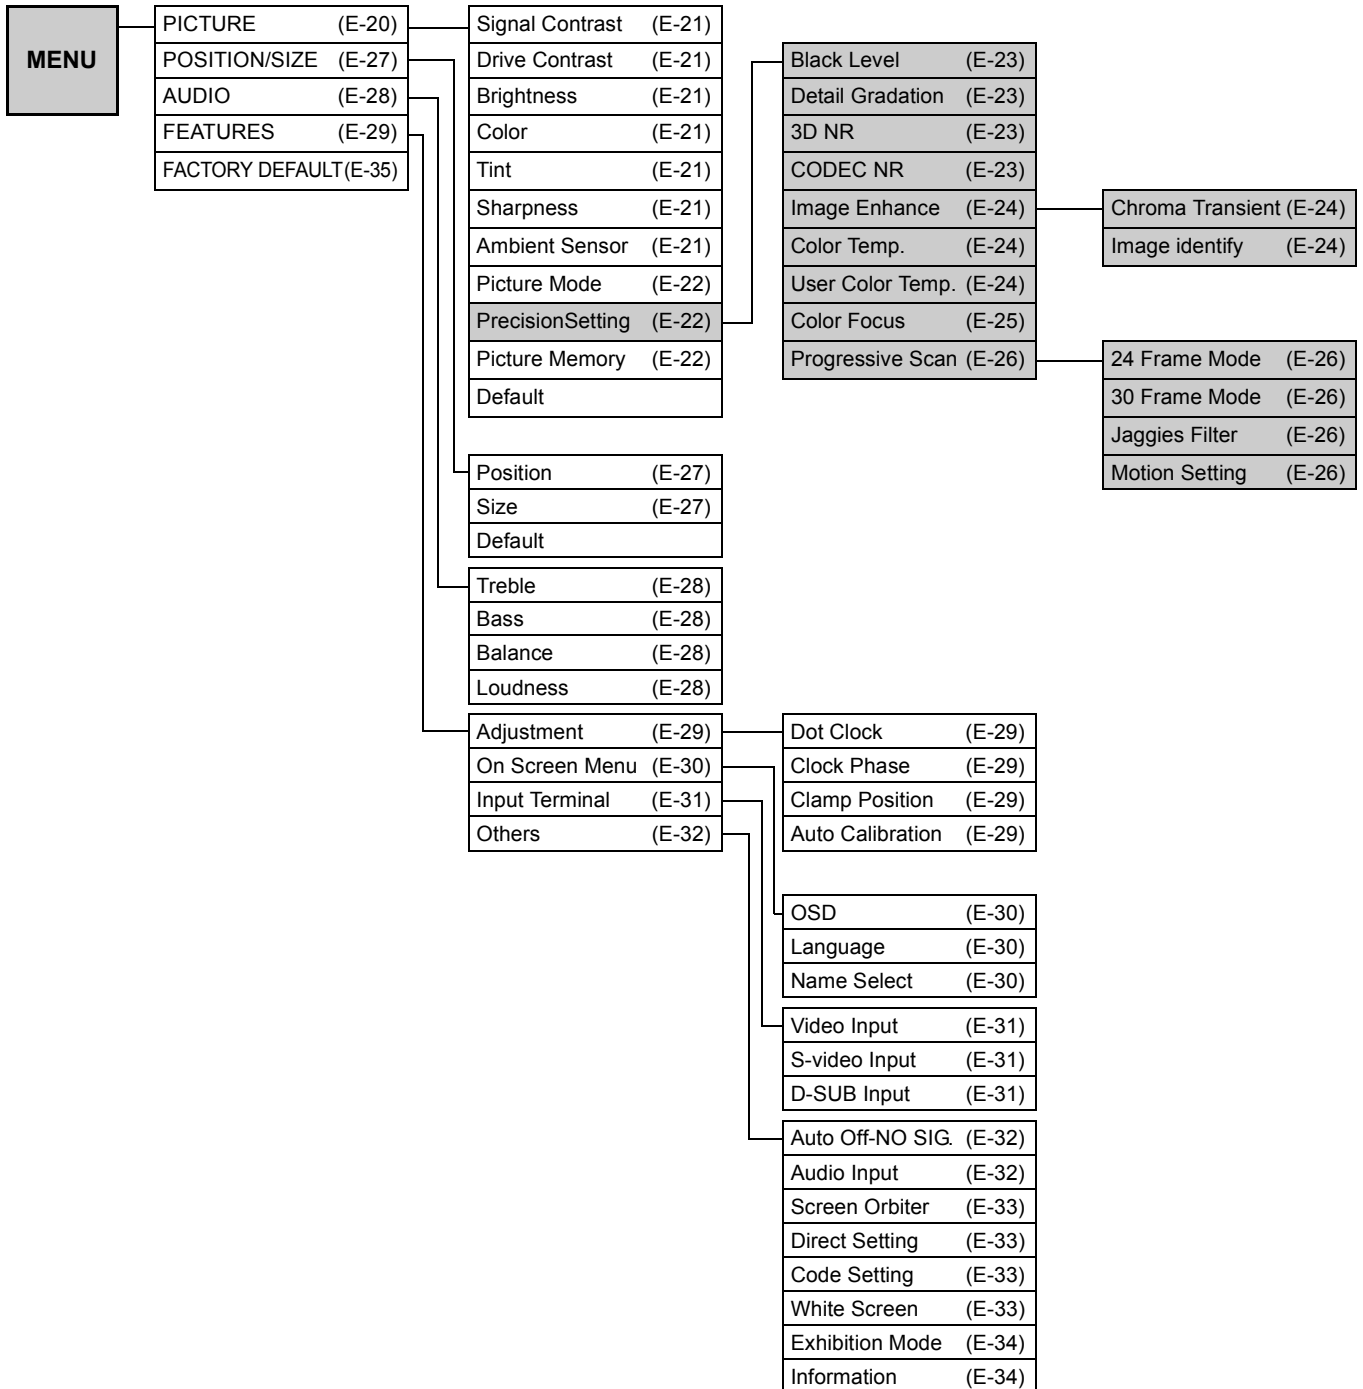 MENU
PICTURE (E-20)
POSITION/SIZE (E-27)
AUDIO (E-28)
FEATURES (E-29)
FACTORY DEFAULT(E-35)
Signal Contrast (E-21)
Drive Contrast (E-21)
Brightness (E-21)
Color (E-21)
Tint (E-21)
Sharpness (E-21)
Ambient Sensor (E-21)
Picture Mode (E-22)
PrecisionSetting (E-22)
Picture Memory (E-22)
Default
Black Level (E-23)
Detail Gradation (E-23)
3D NR (E-23)
CODEC NR (E-23)
Image Enhance (E-24)
Color Temp. (E-24)
User Color Temp. (E-24)
Color Focus (E-25)
Progressive Scan (E-26)
Chroma Transient (E-24)
Image identify (E-24)
24 Frame Mode (E-26)
30 Frame Mode (E-26)
Jaggies Filter (E-26)
Motion Setting (E-26)
Position (E-27)
Size (E-27)
Default
Treble (E-28)
Bass (E-28)
Balance (E-28)
Loudness (E-28)
Adjustment (E-29)
On Screen Menu (E-30)
Input Terminal (E-31)
Others (E-32)
Dot Clock (E-29)
Clock Phase (E-29)
Clamp Position (E-29)
Auto Calibration (E-29)
OSD (E-30)
Language (E-30)
Name Select (E-30)
Video Input (E-31)
S-video Input (E-31)
D-SUB Input (E-31)
Auto Off-NO SIG. (E-32)
Audio Input (E-32)
Screen Orbiter (E-33)
Direct Setting (E-33)
Code Setting (E-33)
White Screen (E-33)
Exhibition Mode (E-34)
Information (E-34)